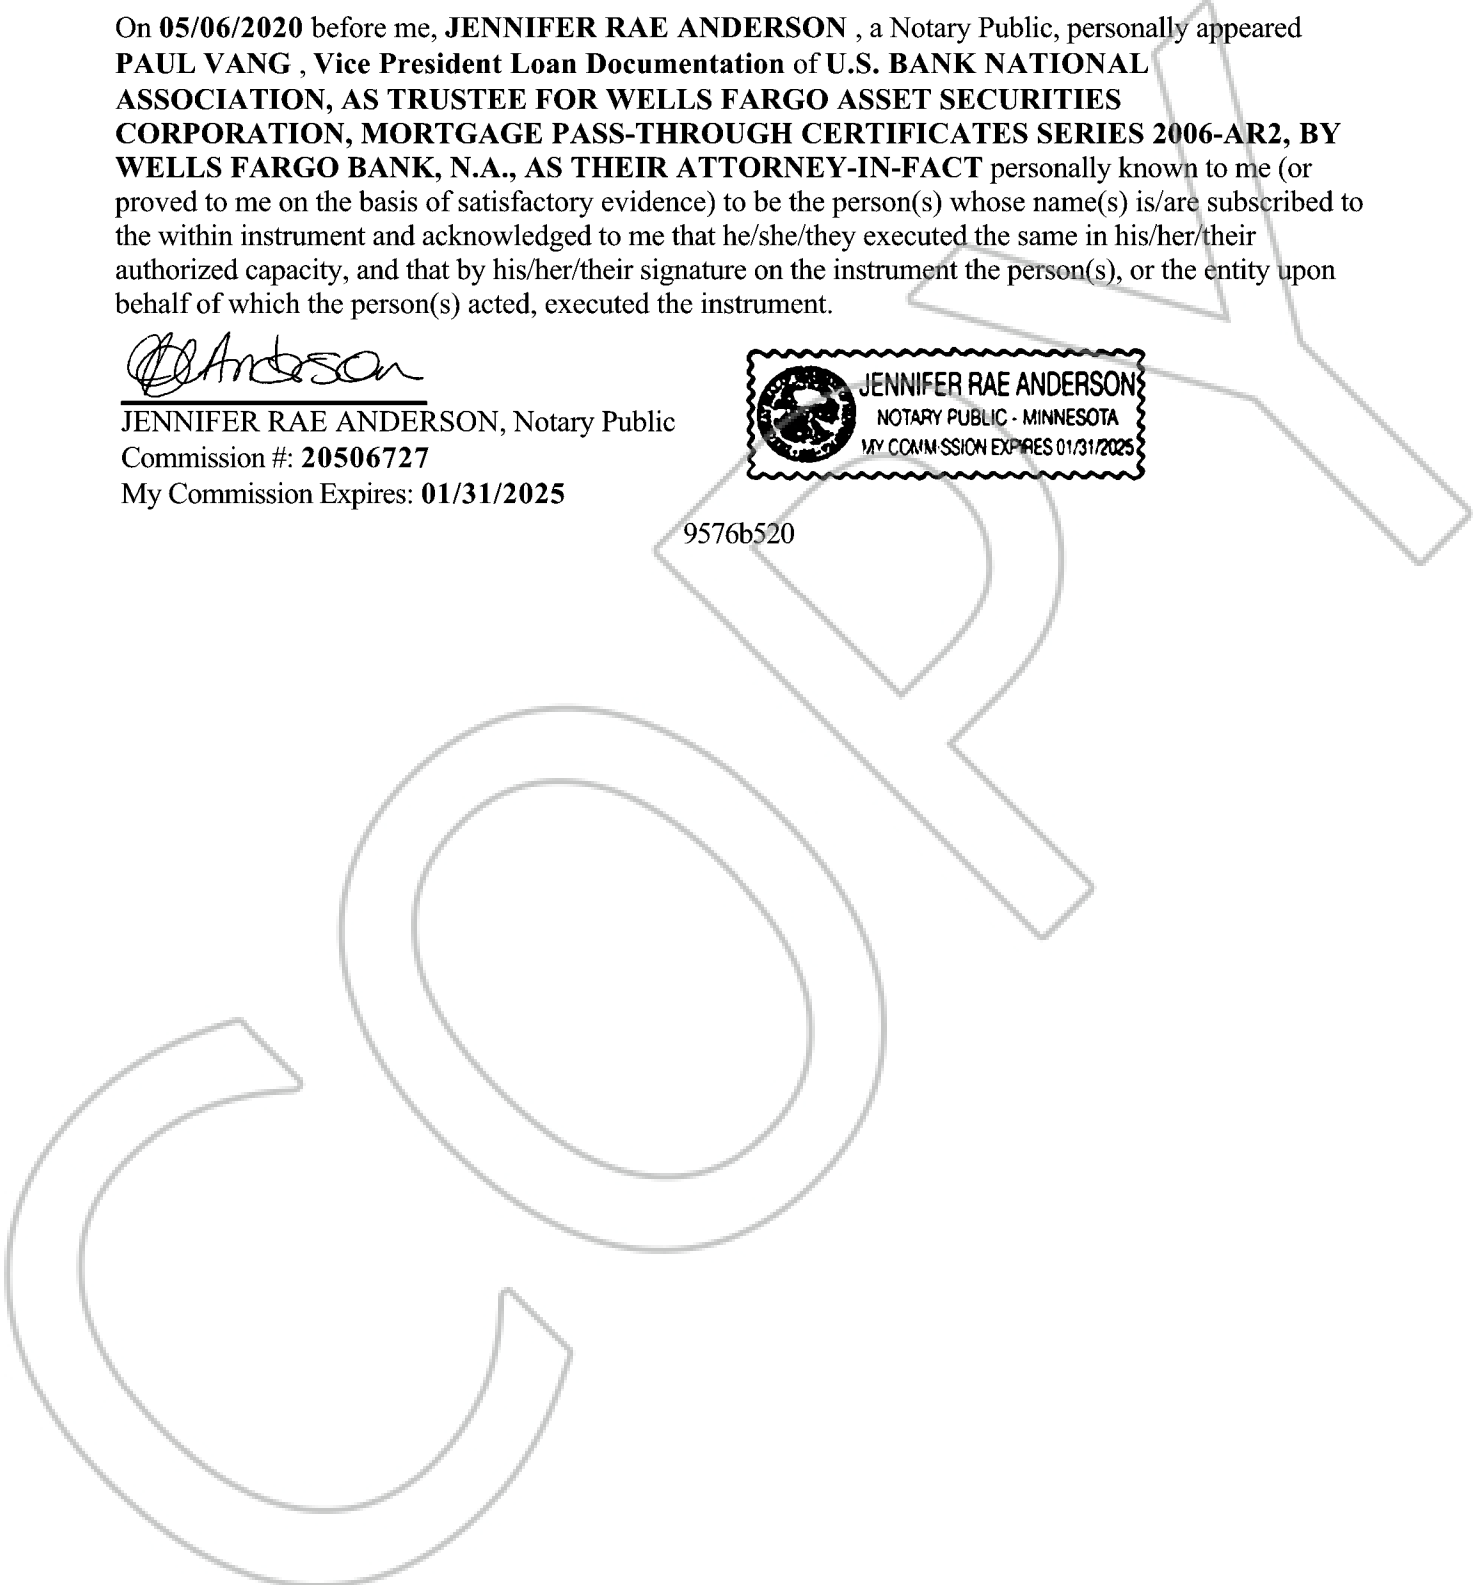 On 05/06/2020 before me, JENNIFER RAE ANDERSON , a Notary Public, personally appeared
PAUL VANG , Vice President Loan Documentation of U.S. BANK NATIONAL
ASSOCIATION, AS TRUSTEE FOR WELLS FARGO ASSET SECURITIES
CORPORATION, MORTGAGE PASS-THROUGH CERTIFICATES SERIES 2006-AR2, BY
WELLS FARGO BANK, N.A., AS THEIR ATTORNEY-IN-FACT personally known to me (or
proved to me on the basis of satisfactory evidence) to be the person(s) whose name(s) is/are subscribed to
the within instrument and acknowledged to me that he/she/they executed the same in his/her/their
authorized capacity, and that by his/her/their signature on the instrument the person(s), or the entity upon
behalf of which the person(s) acted, executed the instrument.
Anderson
JENNIFER RAE ANDERSON, Notary Public
Commission #: 20506727
My Commission Expires: 01/31/2025
JENNIFER RAE ANDERSON
NOTARY PUBLIC - MINNESOTA
MY COMMISSION EXPIRES 01/31/2025
9576b520
COPY